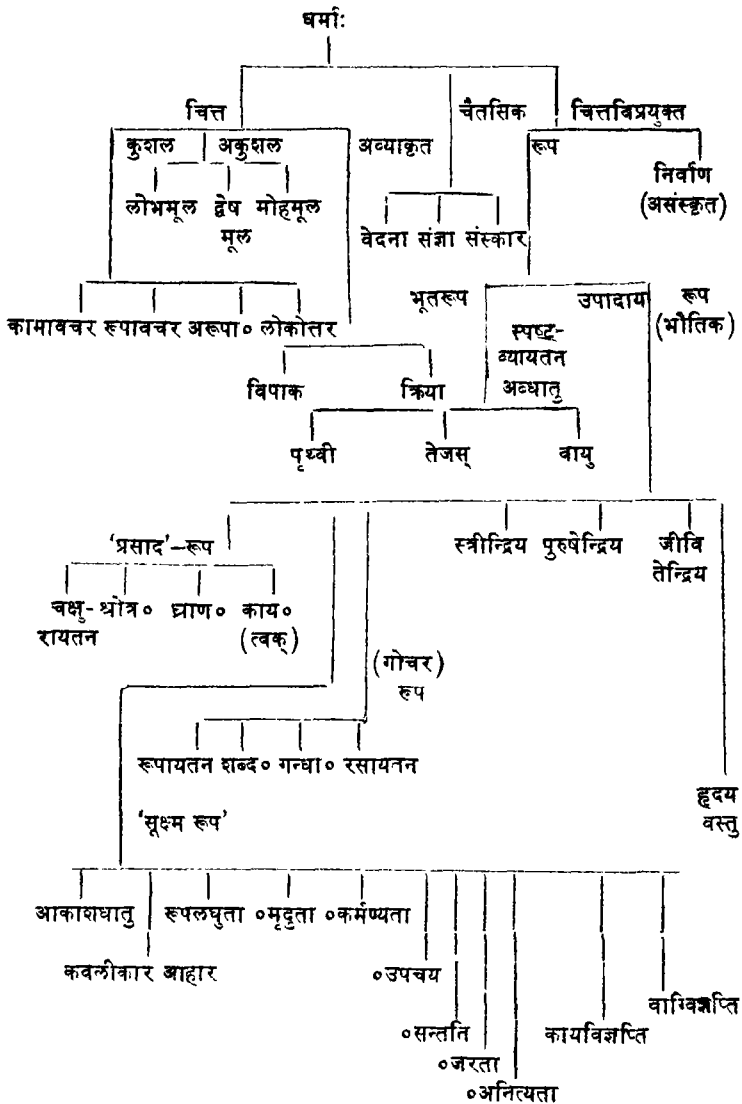 धर्माः
चित्त चैतसिक चित्तविप्रयुक्त
कुशल अकुशल अव्याकृत रूप
निर्वाण
(असंस्कृत)
लोभमूल द्वेष मोहमूल
मूल
वेदना संज्ञा संस्कार
भूतरूप उपादाय रूप
(भौतिक)
कामावचर रूपावचर अरूपा० लोकोत्तर
स्पष्ट-
व्यायतन
अब्धातु
विपाक क्रिया
पृथ्वी तेजस् वायु
'प्रसाद'-रूप
स्त्रीन्द्रिय पुरुषेन्द्रिय जीवि
तेन्द्रिय
चक्षु- श्रोत्र० घ्राण० काय०
रायतन (त्वक्)
(गोचर)
रूप
रूपायतन शब्द० गन्धा० रसायतन
हृदय
वस्तु
'सूक्ष्म रूप'
आकाशधातु रूपलघुता ०मृदुता ०कर्मण्यता
कवलीकार आहार
०उपचय
वाग्विज्ञप्ति
०सन्तति कायविज्ञप्ति
०जरता
०अनित्यता